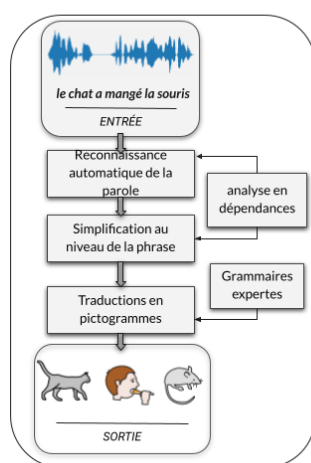 le chat a mangé la souris
ENTRÉE
Reconnaissance
automatique de la
parole
analyse en
dépendances
Simplification au
niveau de la phrase
Grammaires
expertes
Traductions en
pictogrammes
SORTIE